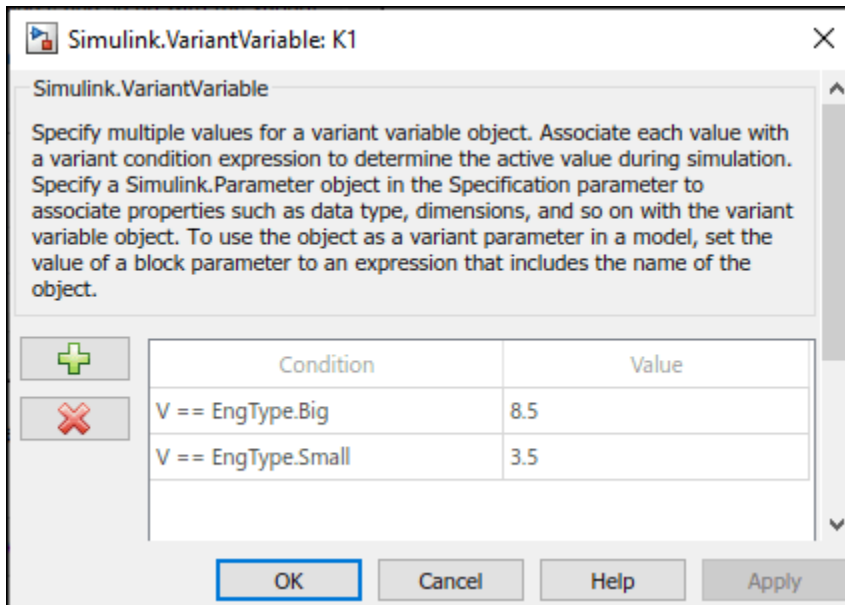 Simulink.VariantVariable: K1
Simulink.VariantVariable
Specify multiple values for a variant variable object. Associate each value with
a variant condition expression to determine the active value during simulation.
Specify a Simulink.Parameter object in the Specification parameter to
associate properties such as data type, dimensions, and so on with the variant
variable object. To use the object as a variant parameter in a model, set the
value of a block parameter to an expression that includes the name of the
object.
Condition Value
V == EngType.Big 8.5
V == EngType.Small 3.5
OK Cancel Help Apply